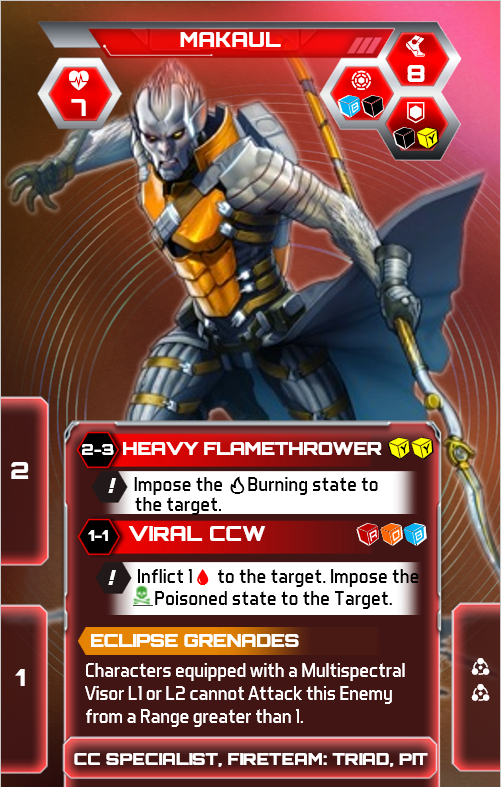 MAKAUL
7
8
B
Y
2
1
2-3 HEAVY FLAMETHROWER Y Y
! Impose the Burning state to
the target.
1-1 VIRAL CCW R O B
! Inflict 1 to the target. Impose the
Poisoned state to the Target.
ECLIPSE GRENADES
Characters equipped with a Multispectral
Visor L1 or L2 cannot Attack this Enemy
from a Range greater than 1.
CC SPECIALIST, FIRETEAM: TRIAD, PIT